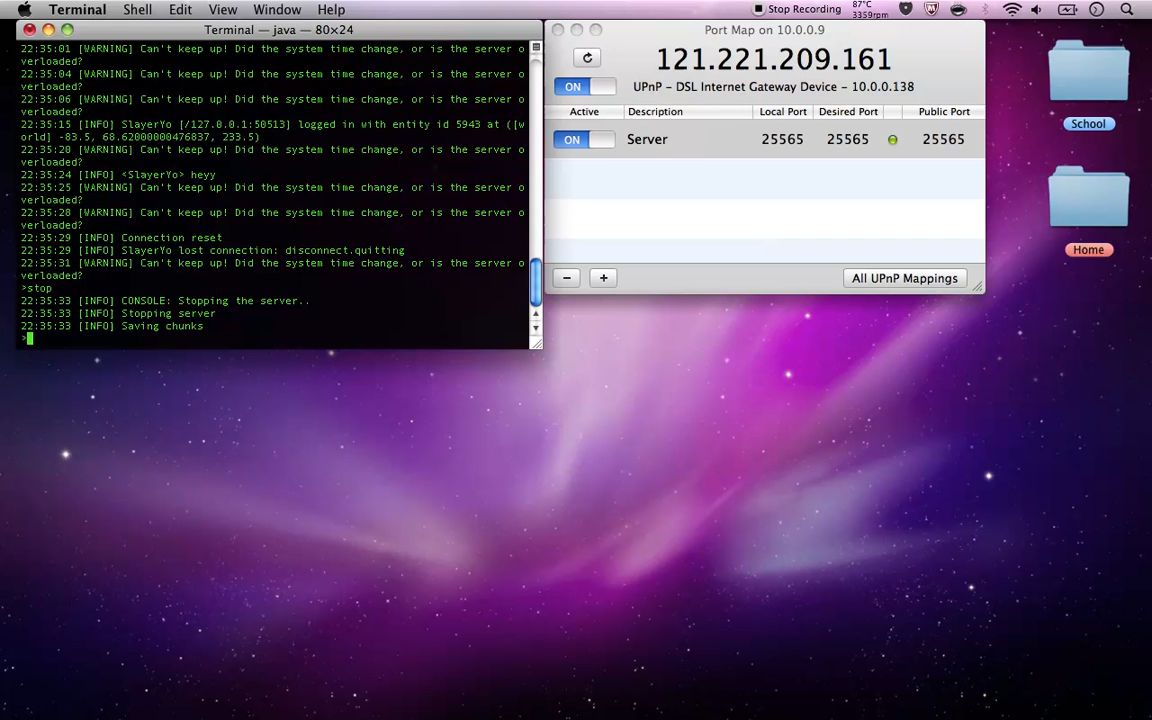 Terminal Shell Edit View Window Help
Stop Recording 87°C 3359rpm
Terminal — java — 80×24
22:35:01 [WARNING] Can't keep up! Did the system time change, or is the server o
verloaded?
22:35:04 [WARNING] Can't keep up! Did the system time change, or is the server o
verloaded?
22:35:06 [WARNING] Can't keep up! Did the system time change, or is the server o
verloaded?
22:35:15 [INFO] SlayerYo [/127.0.0.1:50513] logged in with entity id 5943 at ([w
orld] -83.5, 68.62000000476837, 233.5)
22:35:20 [WARNING] Can't keep up! Did the system time change, or is the server o
verloaded?
22:35:24 [INFO] <SlayerYo> heyy
22:35:25 [WARNING] Can't keep up! Did the system time change, or is the server o
verloaded?
22:35:28 [WARNING] Can't keep up! Did the system time change, or is the server o
verloaded?
22:35:29 [INFO] Connection reset
22:35:29 [INFO] SlayerYo lost connection: disconnect.quitting
22:35:31 [WARNING] Can't keep up! Did the system time change, or is the server o
verloaded?
>stop
22:35:33 [INFO] CONSOLE: Stopping the server..
22:35:33 [INFO] Stopping server
22:35:33 [INFO] Saving chunks
>
Port Map on 10.0.0.9
121.221.209.161
ON UPnP – DSL Internet Gateway Device – 10.0.0.138
Active Description Local Port Desired Port Public Port
ON Server 25565 25565 25565
− + All UPnP Mappings
School
Home